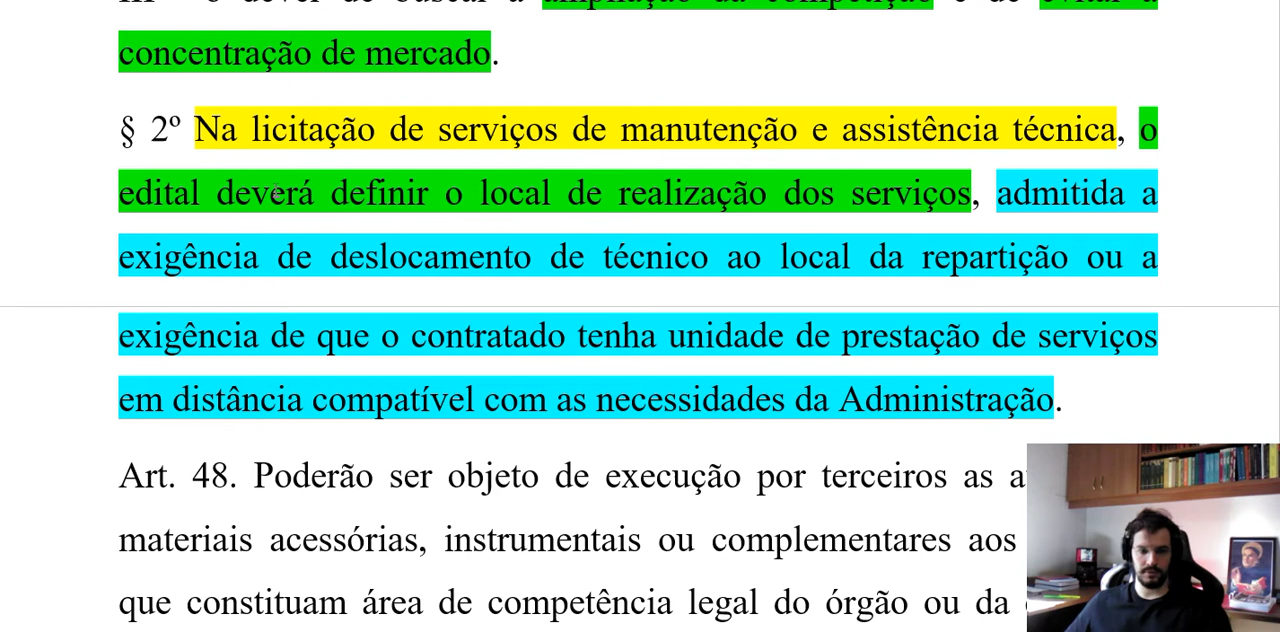 concentração de mercado.
§ 2º Na licitação de serviços de manutenção e assistência técnica, o
edital deverá definir o local de realização dos serviços, admitida a
exigência de deslocamento de técnico ao local da repartição ou a
exigência de que o contratado tenha unidade de prestação de serviços
em distância compatível com as necessidades da Administração.
Art. 48. Poderão ser objeto de execução por terceiros as
materiais acessórias, instrumentais ou complementares aos
que constituam área de competência legal do órgão ou da